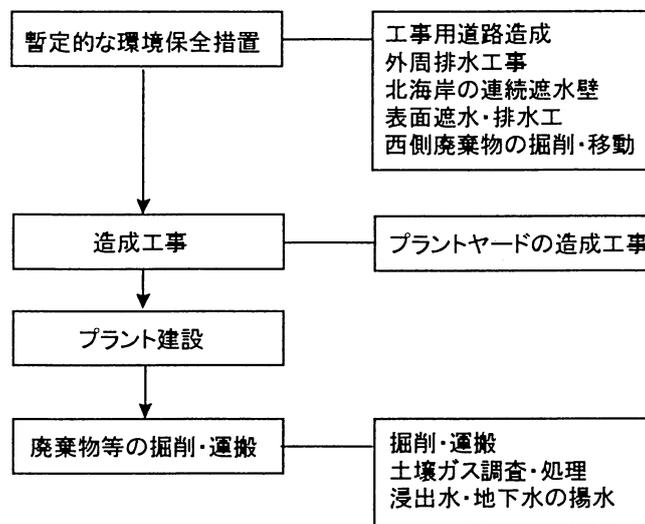 暫定的な環境保全措置
工事用道路造成
外周排水工事
北海岸の連続遮水壁
表面遮水・排水工
西側廃棄物の掘削・移動
造成工事
プラントヤードの造成工事
プラント建設
廃棄物等の掘削・運搬
掘削・運搬
土壌ガス調査・処理
浸出水・地下水の揚水